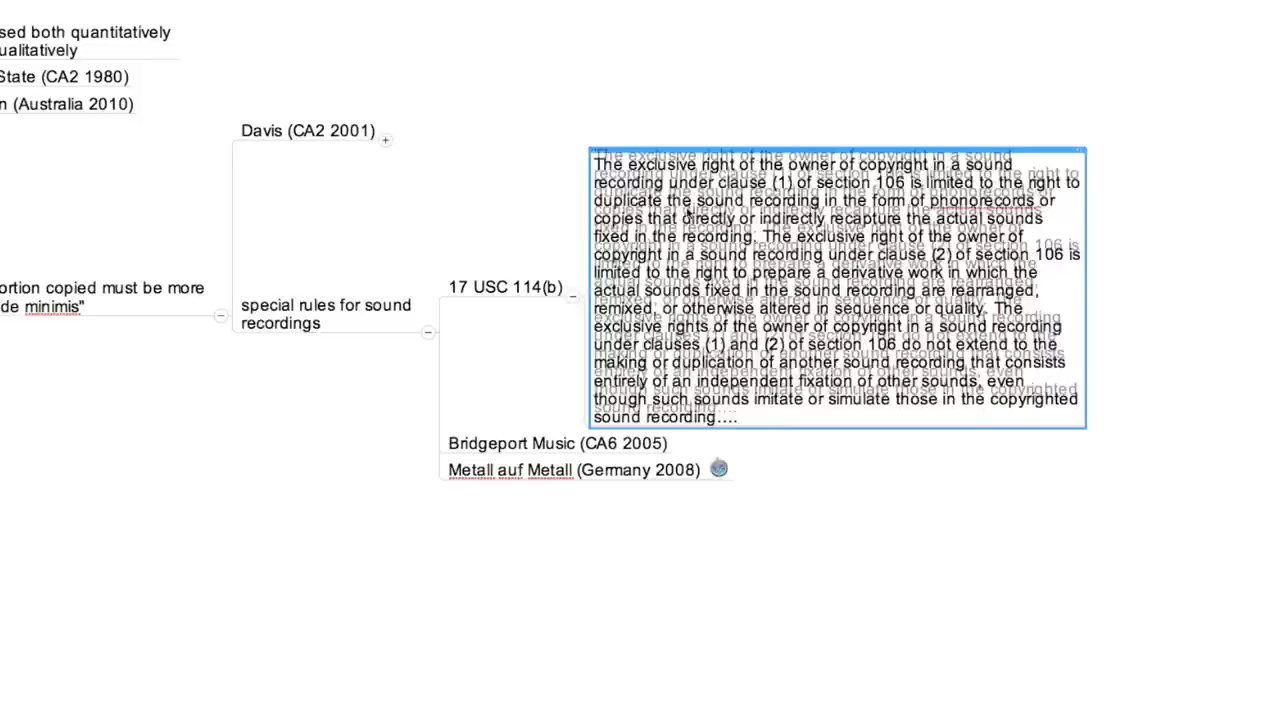 sed both quantitatively
ualitatively
State (CA2 1980)
n (Australia 2010)
Davis (CA2 2001)
ortion copied must be more
de minimis"
special rules for sound
recordings
17 USC 114(b)
The exclusive right of the owner of copyright in a sound
recording under clause (1) of section 106 is limited to the right to
duplicate the sound recording in the form of phonorecords or
copies that directly or indirectly recapture the actual sounds
fixed in the recording. The exclusive right of the owner of
copyright in a sound recording under clause (2) of section 106 is
limited to the right to prepare a derivative work in which the
actual sounds fixed in the sound recording are rearranged,
remixed, or otherwise altered in sequence or quality. The
exclusive rights of the owner of copyright in a sound recording
under clauses (1) and (2) of section 106 do not extend to the
making or duplication of another sound recording that consists
entirely of an independent fixation of other sounds, even
though such sounds imitate or simulate those in the copyrighted
sound recording....
Bridgeport Music (CA6 2005)
Metall auf Metall (Germany 2008)